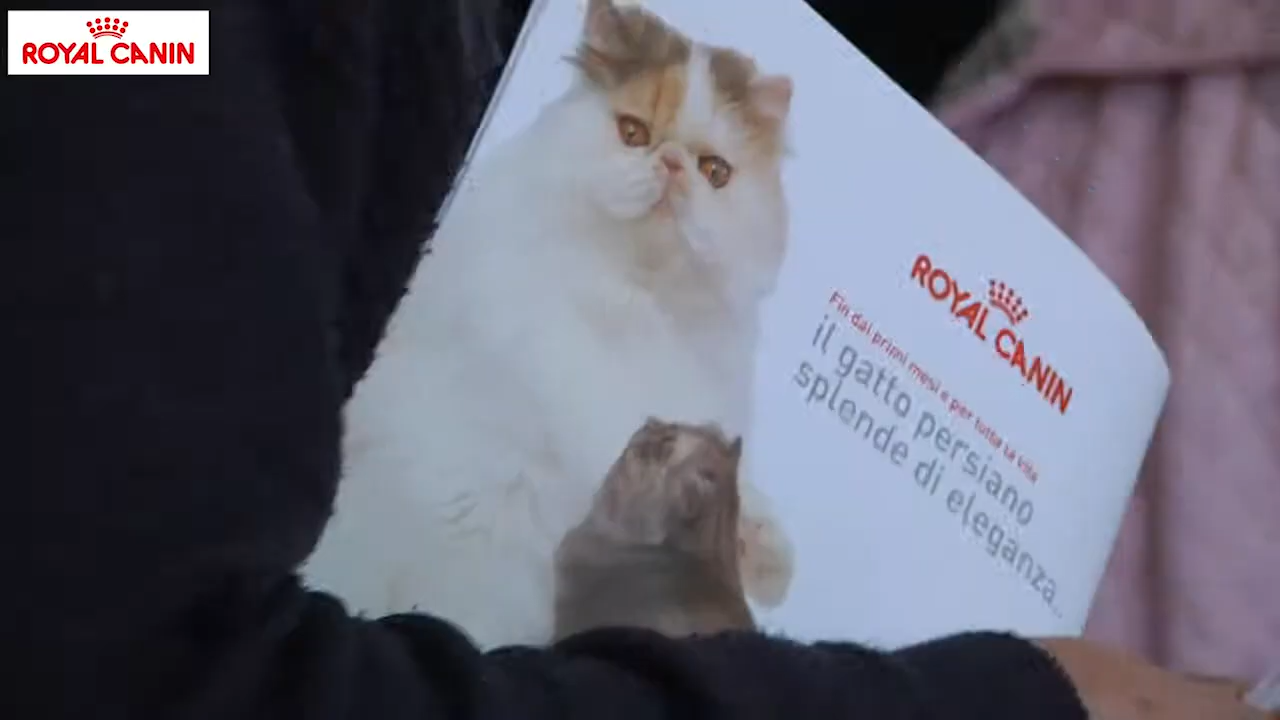 ROYAL CANIN
ROYAL CANIN
Fin dai primi mesi e per tutta la vita
il gatto persiano
splende di eleganza...